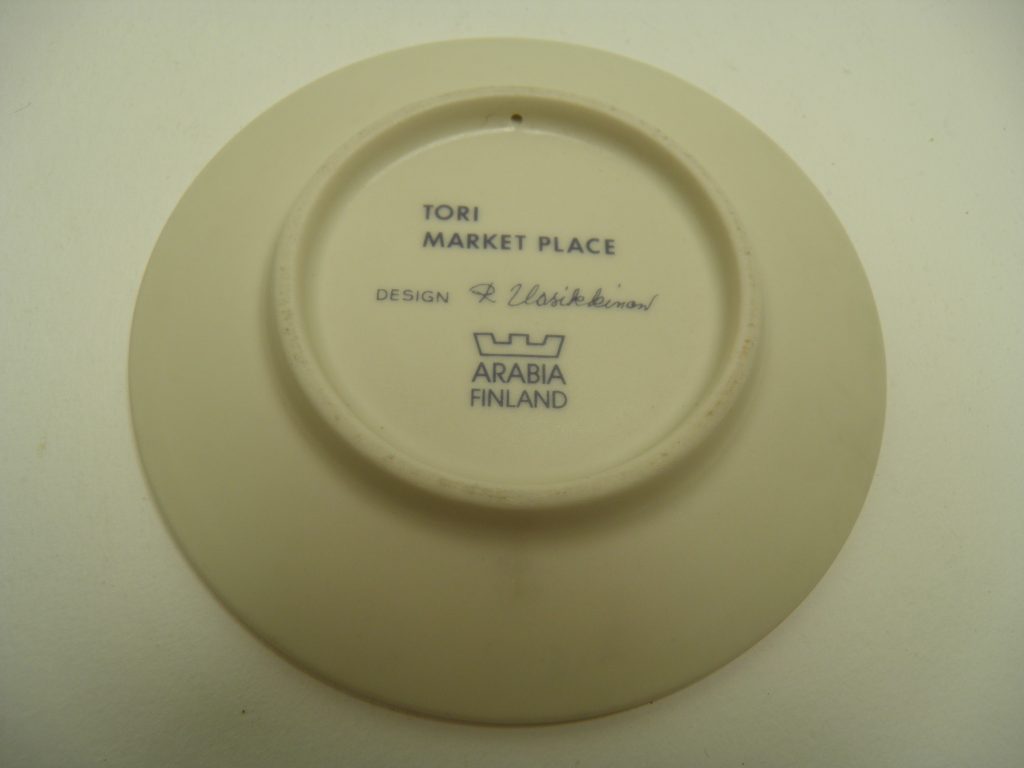 TORI
MARKET PLACE
DESIGN R Uosikkinen
ARABIA
FINLAND